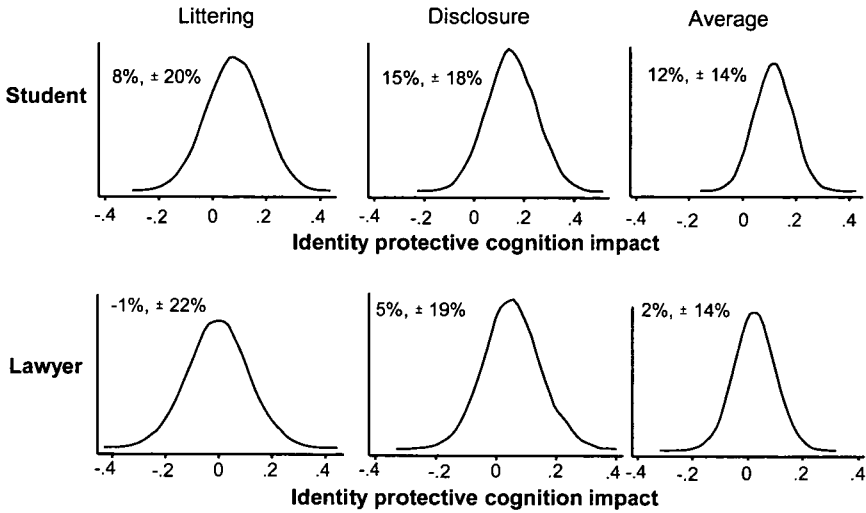 Littering Disclosure Average
Student
8%, ± 20% 15%, ± 18% 12%, ± 14%
-.4 -.2 0 .2 .4 -.4 -.2 0 .2 .4 -.4 -.2 0 .2 .4
Identity protective cognition impact
Lawyer
-1%, ± 22% 5%, ± 19% 2%, ± 14%
-.4 -.2 0 .2 .4 -.4 -.2 0 .2 .4 -.4 -.2 0 .2 .4
Identity protective cognition impact